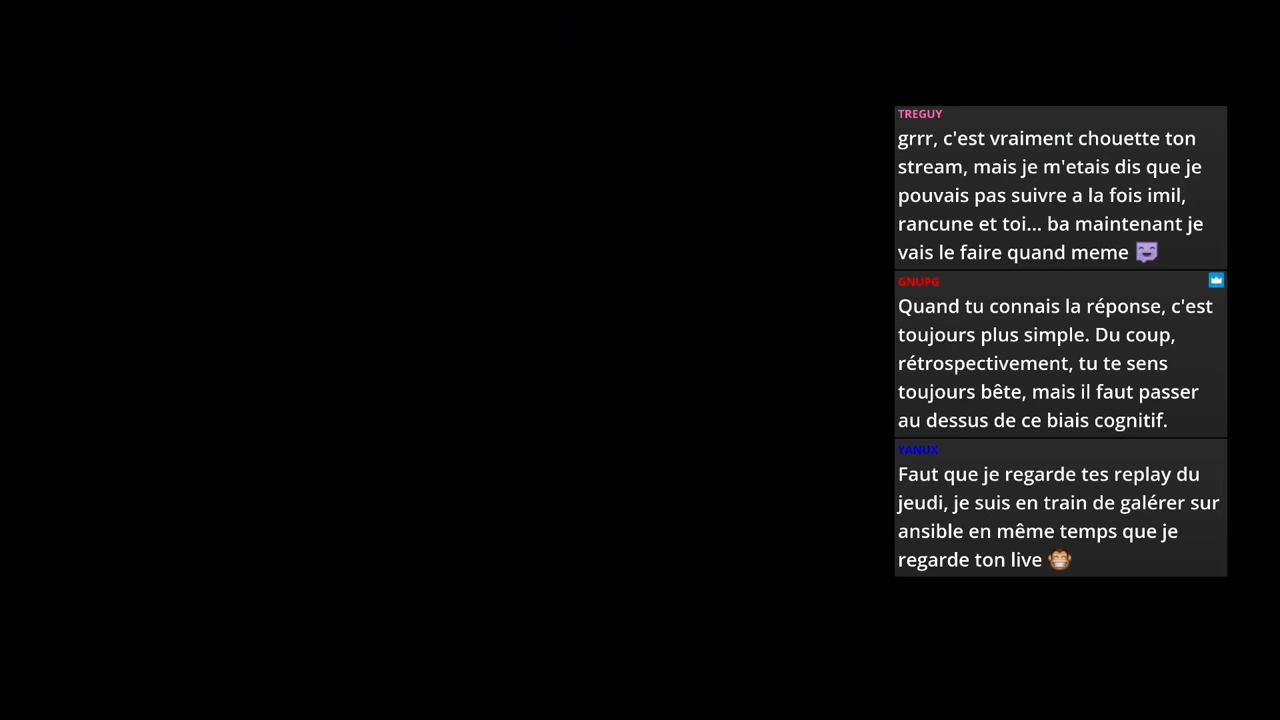 TREGUY
grrr, c'est vraiment chouette ton
stream, mais je m'etais dis que je
pouvais pas suivre a la fois imil,
rancune et toi... ba maintenant je
vais le faire quand meme
GNUPG
Quand tu connais la réponse, c'est
toujours plus simple. Du coup,
rétrospectivement, tu te sens
toujours bête, mais il faut passer
au dessus de ce biais cognitif.
YANUX
Faut que je regarde tes replay du
jeudi, je suis en train de galérer sur
ansible en même temps que je
regarde ton live